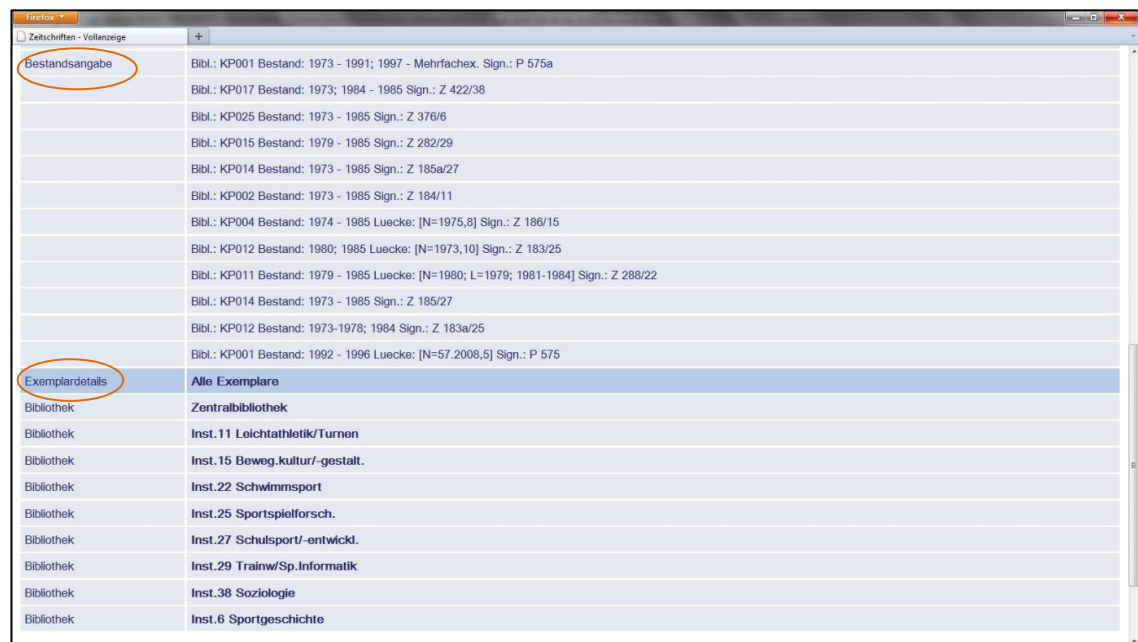 Firefox
Zeitschriften - Vollanzeige
Bestandsangabe Bibl.: KP001 Bestand: 1973 - 1991; 1997 - Mehrfachex. Sign.: P 575a
Bibl.: KP017 Bestand: 1973; 1984 - 1985 Sign.: Z 422/38
Bibl.: KP025 Bestand: 1973 - 1985 Sign.: Z 376/6
Bibl.: KP015 Bestand: 1979 - 1985 Sign.: Z 282/29
Bibl.: KP014 Bestand: 1973 - 1985 Sign.: Z 185a/27
Bibl.: KP002 Bestand: 1973 - 1985 Sign.: Z 184/11
Bibl.: KP004 Bestand: 1974 - 1985 Luecke: [N=1975,8] Sign.: Z 186/15
Bibl.: KP012 Bestand: 1980; 1985 Luecke: [N=1973,10] Sign.: Z 183/25
Bibl.: KP011 Bestand: 1979 - 1985 Luecke: [N=1980; L=1979; 1981-1984] Sign.: Z 288/22
Bibl.: KP014 Bestand: 1973 - 1985 Sign.: Z 185/27
Bibl.: KP012 Bestand: 1973-1978; 1984 Sign.: Z 183a/25
Bibl.: KP001 Bestand: 1992 - 1996 Luecke: [N=57.2008,5] Sign.: P 575
Exemplardetails Alle Exemplare
Bibliothek Zentralbibliothek
Bibliothek Inst.11 Leichtathletik/Turnen
Bibliothek Inst.15 Beweg.kultur/-gestalt.
Bibliothek Inst.22 Schwimmsport
Bibliothek Inst.25 Sportspielforsch.
Bibliothek Inst.27 Schulsport/-entwickl.
Bibliothek Inst.29 Trainw/Sp.Informatik
Bibliothek Inst.38 Soziologie
Bibliothek Inst.6 Sportgeschichte